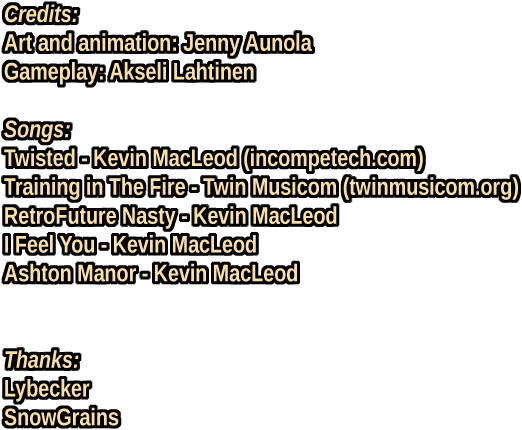 Credits:
Art and animation: Jenny Aunola
Gameplay: Akseli Lahtinen
Songs:
Twisted - Kevin MacLeod (incompetech.com)
Training in The Fire - Twin Musicom (twinmusicom.org)
RetroFuture Nasty - Kevin MacLeod
I Feel You - Kevin MacLeod
Ashton Manor - Kevin MacLeod
Thanks:
Lybecker
SnowGrains